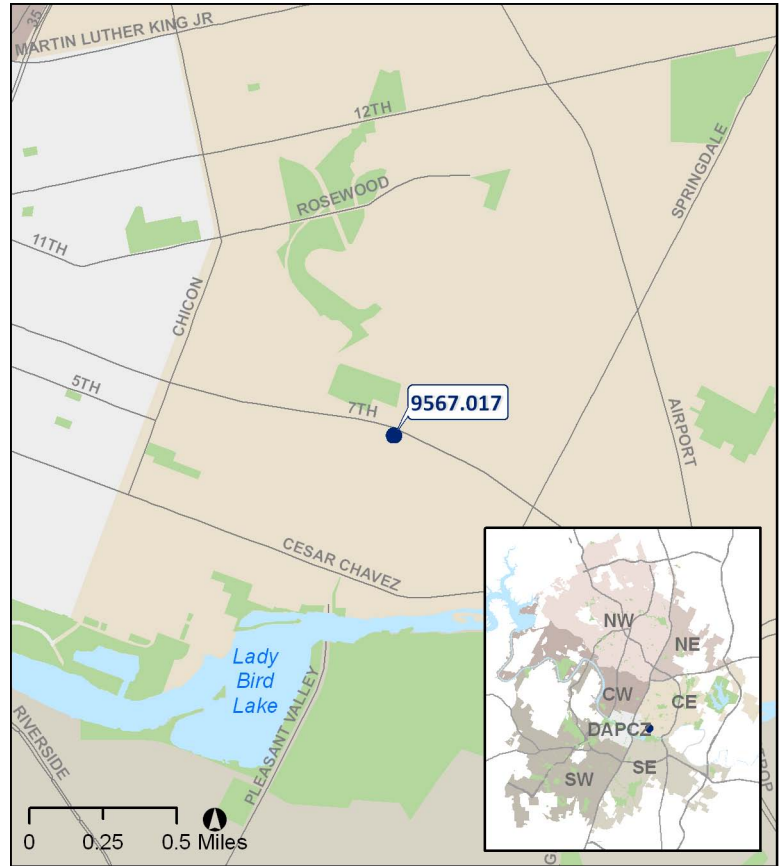 35
MARTIN LUTHER KING JR
12TH
SPRINGDALE
ROSEWOOD
11TH
CHICON
5TH
7TH
9567.017
AIRPORT
CESAR CHAVEZ
Lady
Bird
Lake
PLEASANT VALLEY
RIVERSIDE
0 0.25 0.5 Miles
NW
NE
CW
CE
DAPCZ
SW
SE
TROP
G